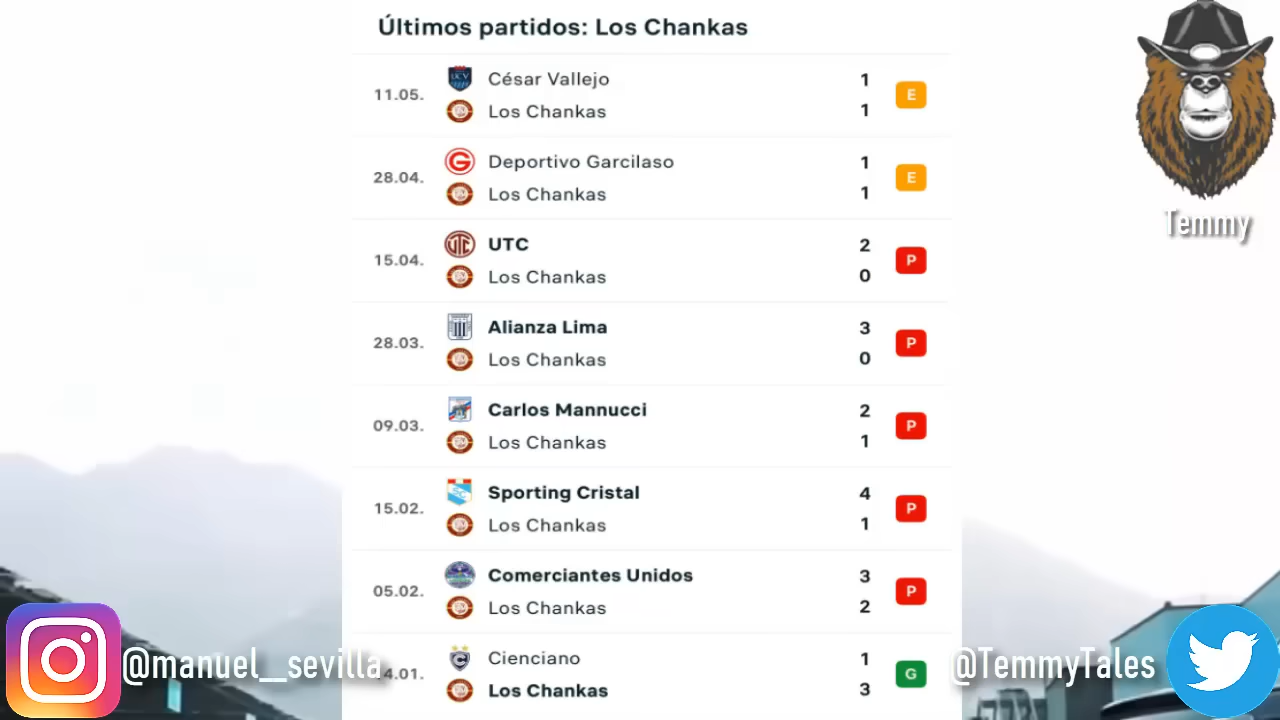 Últimos partidos: Los Chankas
11.05.
César Vallejo 1
Los Chankas 1
E
28.04.
Deportivo Garcilaso 1
Los Chankas 1
E
15.04.
UTC 2
Los Chankas 0
P
28.03.
Alianza Lima 3
Los Chankas 0
P
09.03.
Carlos Mannucci 2
Los Chankas 1
P
15.02.
Sporting Cristal 4
Los Chankas 1
P
05.02.
Comerciantes Unidos 3
Los Chankas 2
P
4.01.
Cienciano 1
Los Chankas 3
G
Temmy
@manuel__sevilla
@TemmyTales